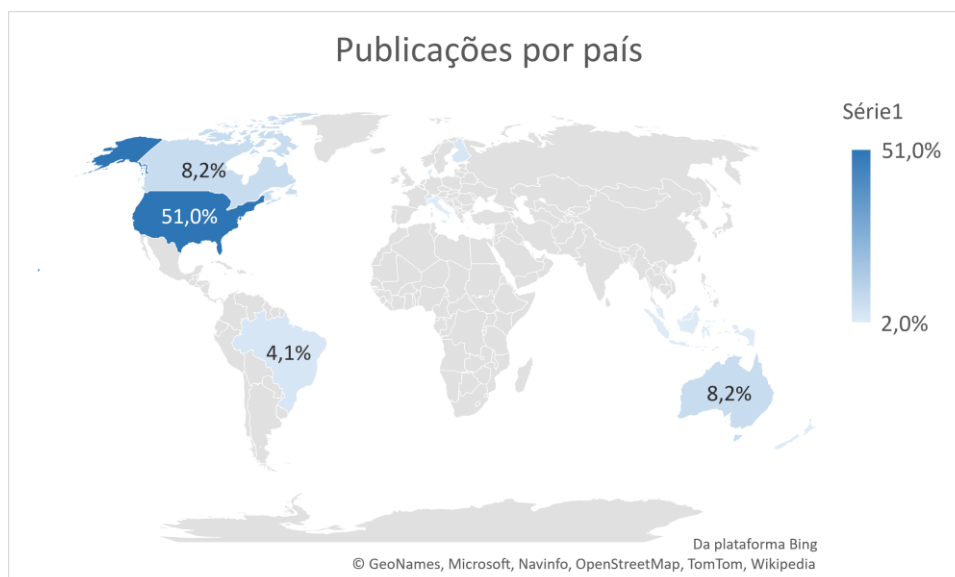 Publicações por país
Série1
51,0%
2,0%
8,2%
51,0%
4,1%
8,2%
Da plataforma Bing
© GeoNames, Microsoft, Navinfo, OpenStreetMap, TomTom, Wikipedia